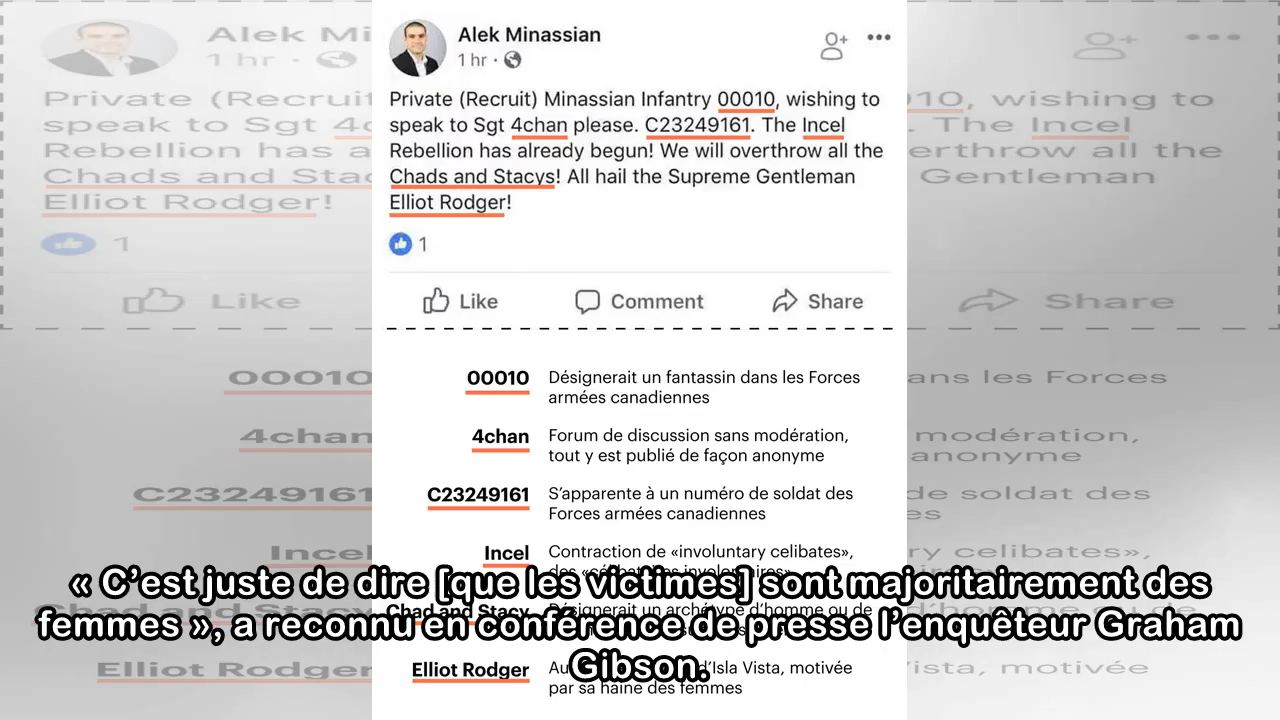 Alek Minassian
1 hr ·
Private (Recruit) Minassian Infantry 00010, wishing to
speak to Sgt 4chan please. C23249161. The Incel
Rebellion has already begun! We will overthrow all the
Chads and Stacys! All hail the Supreme Gentleman
Elliot Rodger!
1
Like Comment Share
00010 Désignerait un fantassin dans les Forces
armées canadiennes
4chan Forum de discussion sans modération,
tout y est publié de façon anonyme
C23249161 S'apparente à un numéro de soldat des
Forces armées canadiennes
Incel Contraction de «involuntary celibates»,
Chad and Stacy Désignerait un archétype d'homme ou de
Elliot Rodger d'Isla Vista, motivée
par sa haine des femmes
« C'est juste de dire [que les victimes] sont majoritairement des
femmes », a reconnu en conférence de presse l'enquêteur Graham
Gibson.